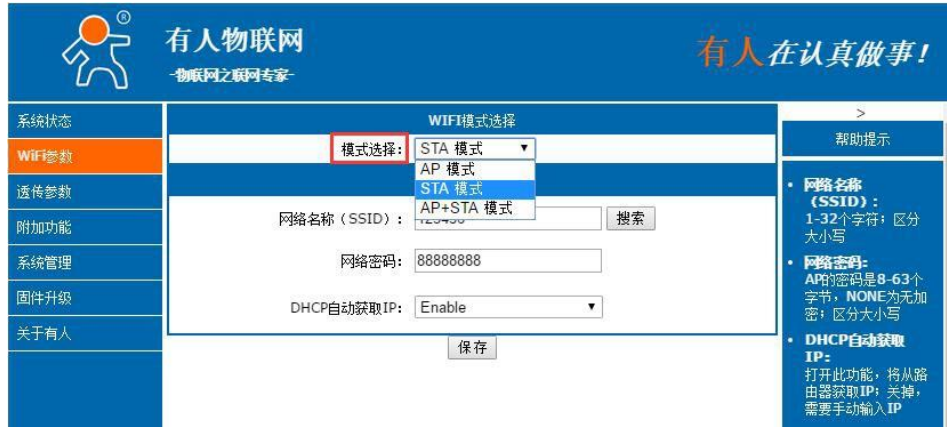 ®
有人物联网
-物联网之联网专家-
有人在认真做事!
系统状态
WiFi参数
透传参数
附加功能
系统管理
固件升级
关于有人
WIFI模式选择
模式选择: STA 模式
AP 模式
STA 模式
AP+STA 模式
网络名称 (SSID) : 搜索
网络密码: 88888888
DHCP自动获取IP: Enable
保存
>
帮助提示
• 网络名称
(SSID) :
1-32个字符; 区分
大小写
• 网络密码:
AP的密码是8-63个
字节, NONE为无加
密; 区分大小写
• DHCP自动获取
IP:
打开此功能, 将从路
由器获取IP; 关掉,
需要手动输入IP